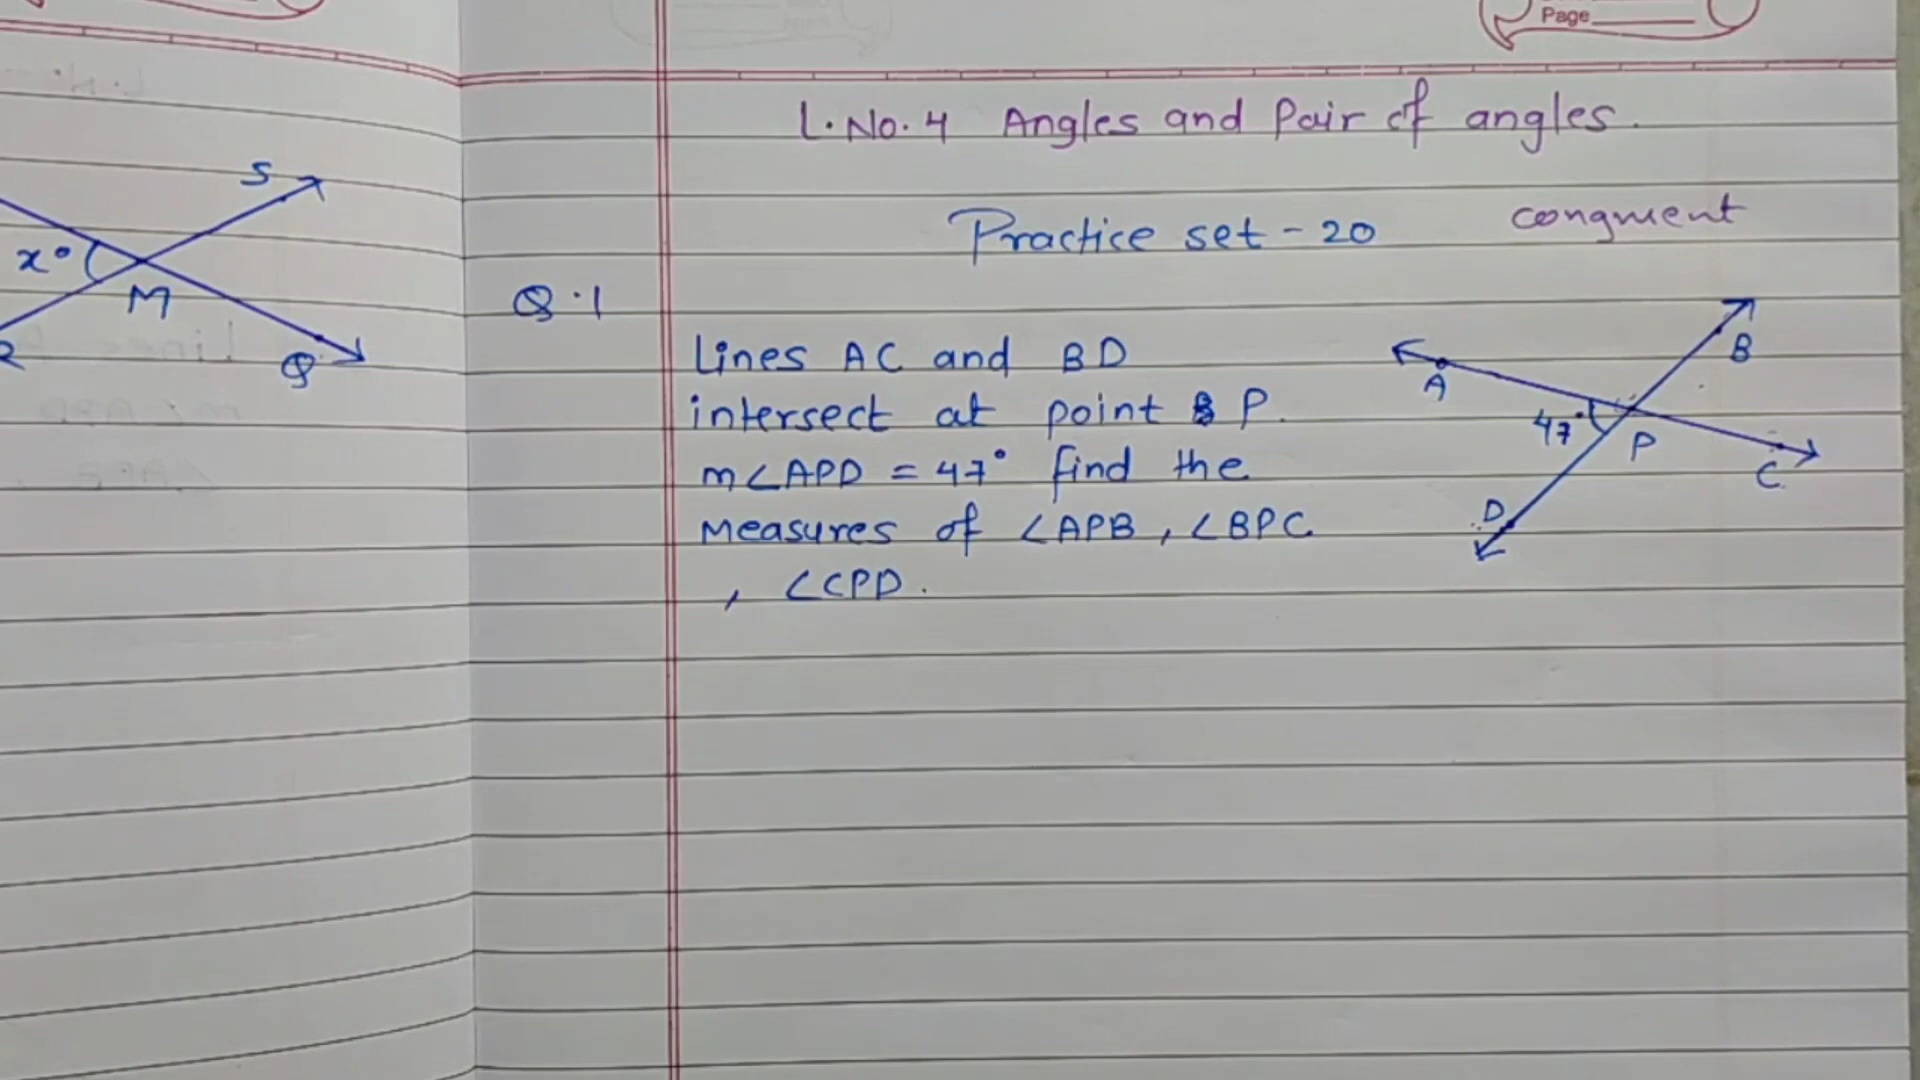 Page
L. No. 4 Angles and Pair of angles.
Practice set - 20
congruent
S
x°
M
Q
Q.1
Lines AC and BD
intersect at point P.
m∠APD = 47° find the
measures of ∠APB, ∠BPC
, ∠CPD.
B
A
47°
P
C
D